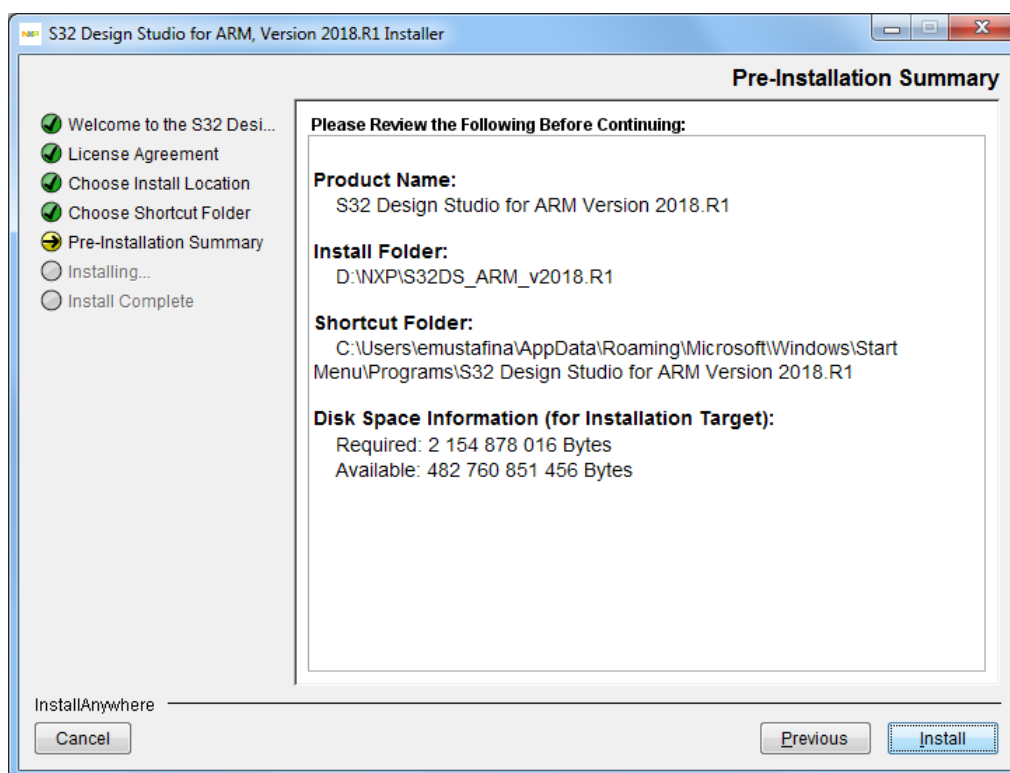 NXP S32 Design Studio for ARM, Version 2018.R1 Installer
Pre-Installation Summary
Welcome to the S32 Desi...
License Agreement
Choose Install Location
Choose Shortcut Folder
Pre-Installation Summary
Installing...
Install Complete
Please Review the Following Before Continuing:
Product Name:
S32 Design Studio for ARM Version 2018.R1
Install Folder:
D:\NXP\S32DS_ARM_v2018.R1
Shortcut Folder:
C:\Users\emustafina\AppData\Roaming\Microsoft\Windows\Start
Menu\Programs\S32 Design Studio for ARM Version 2018.R1
Disk Space Information (for Installation Target):
Required: 2 154 878 016 Bytes
Available: 482 760 851 456 Bytes
InstallAnywhere
Cancel
Previous
Install